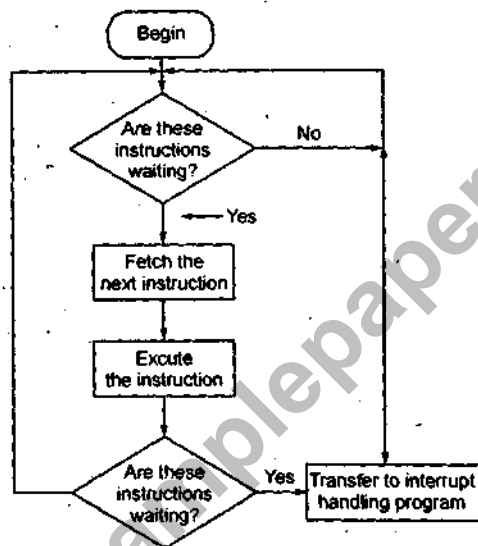 Begin
Are these
instructions
waiting?
No
Yes
Fetch the
next instruction
Excute
the instruction
Are these
instructions
waiting?
Yes
Transfer to interrupt
handling program
amplepaper